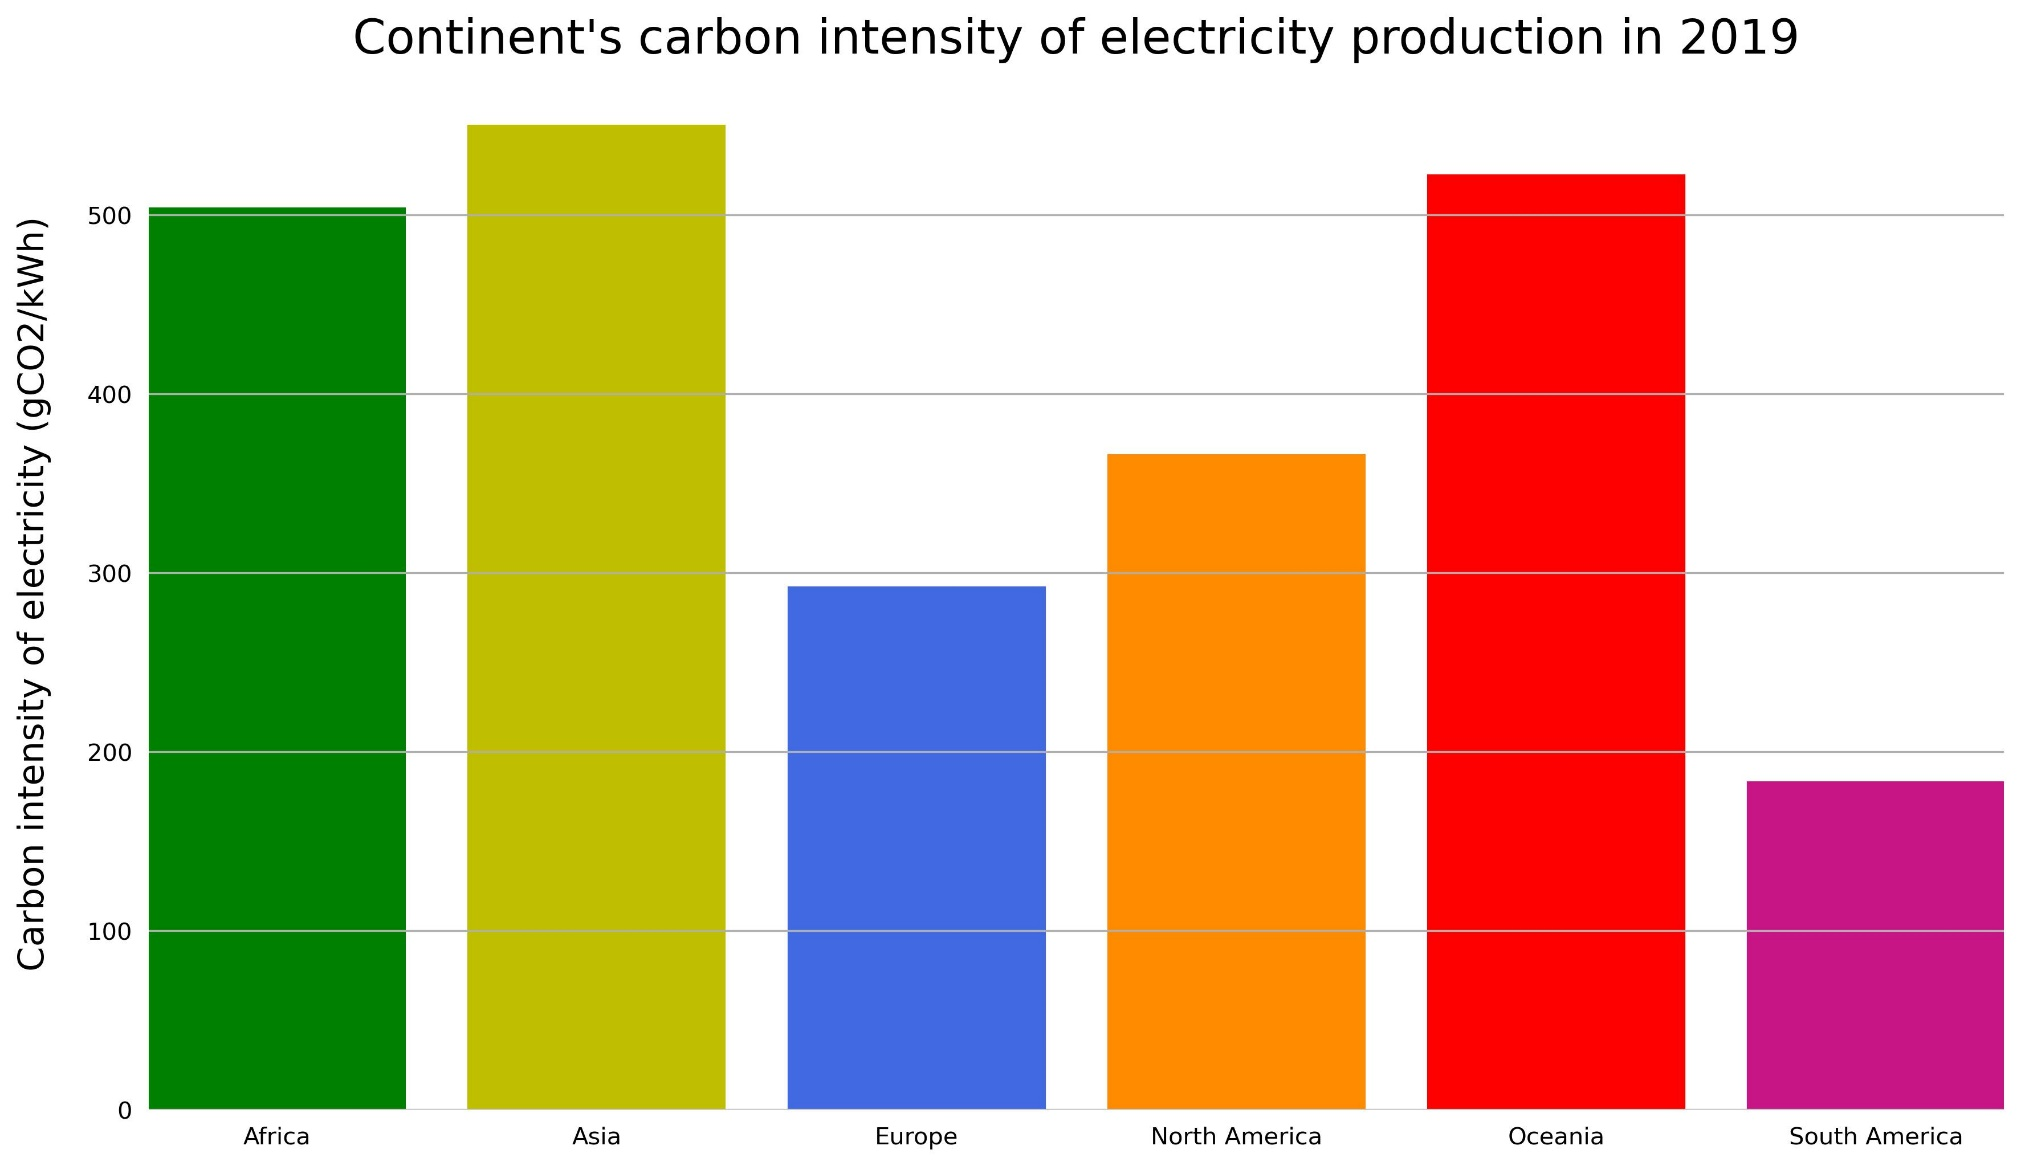 Continent's carbon intensity of electricity production in 2019
Carbon intensity of electricity (gCO2/kWh)
500
400
300
200
100
0
Africa
Asia
Europe
North America
Oceania
South America